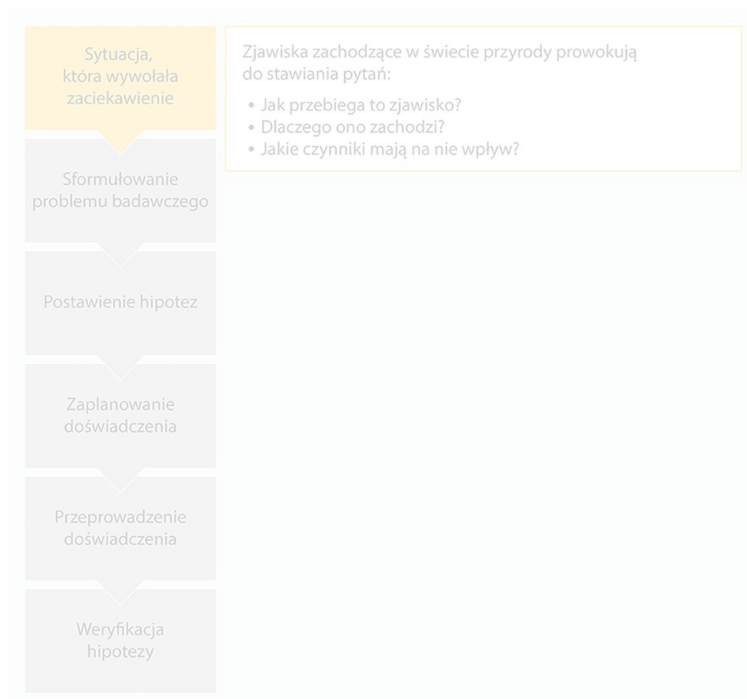 Sytuacja,
która wywołała
zaciekawienie
Zjawiska zachodzące w świecie przyrody prowokują
do stawiania pytań:
• Jak przebiega to zjawisko?
• Dlaczego ono zachodzi?
• Jakie czynniki mają na nie wpływ?
Sformułowanie
problemu badawczego
Postawienie hipotez
Zaplanowanie
doświadczenia
Przeprowadzenie
doświadczenia
Weryfikacja
hipotezy